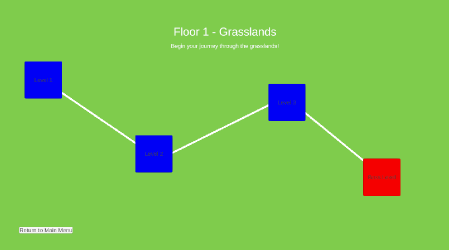 Floor 1 - Grasslands
Begin your journey through the grasslands!
Level 1
Level 2
Level 3
Return to Main Menu